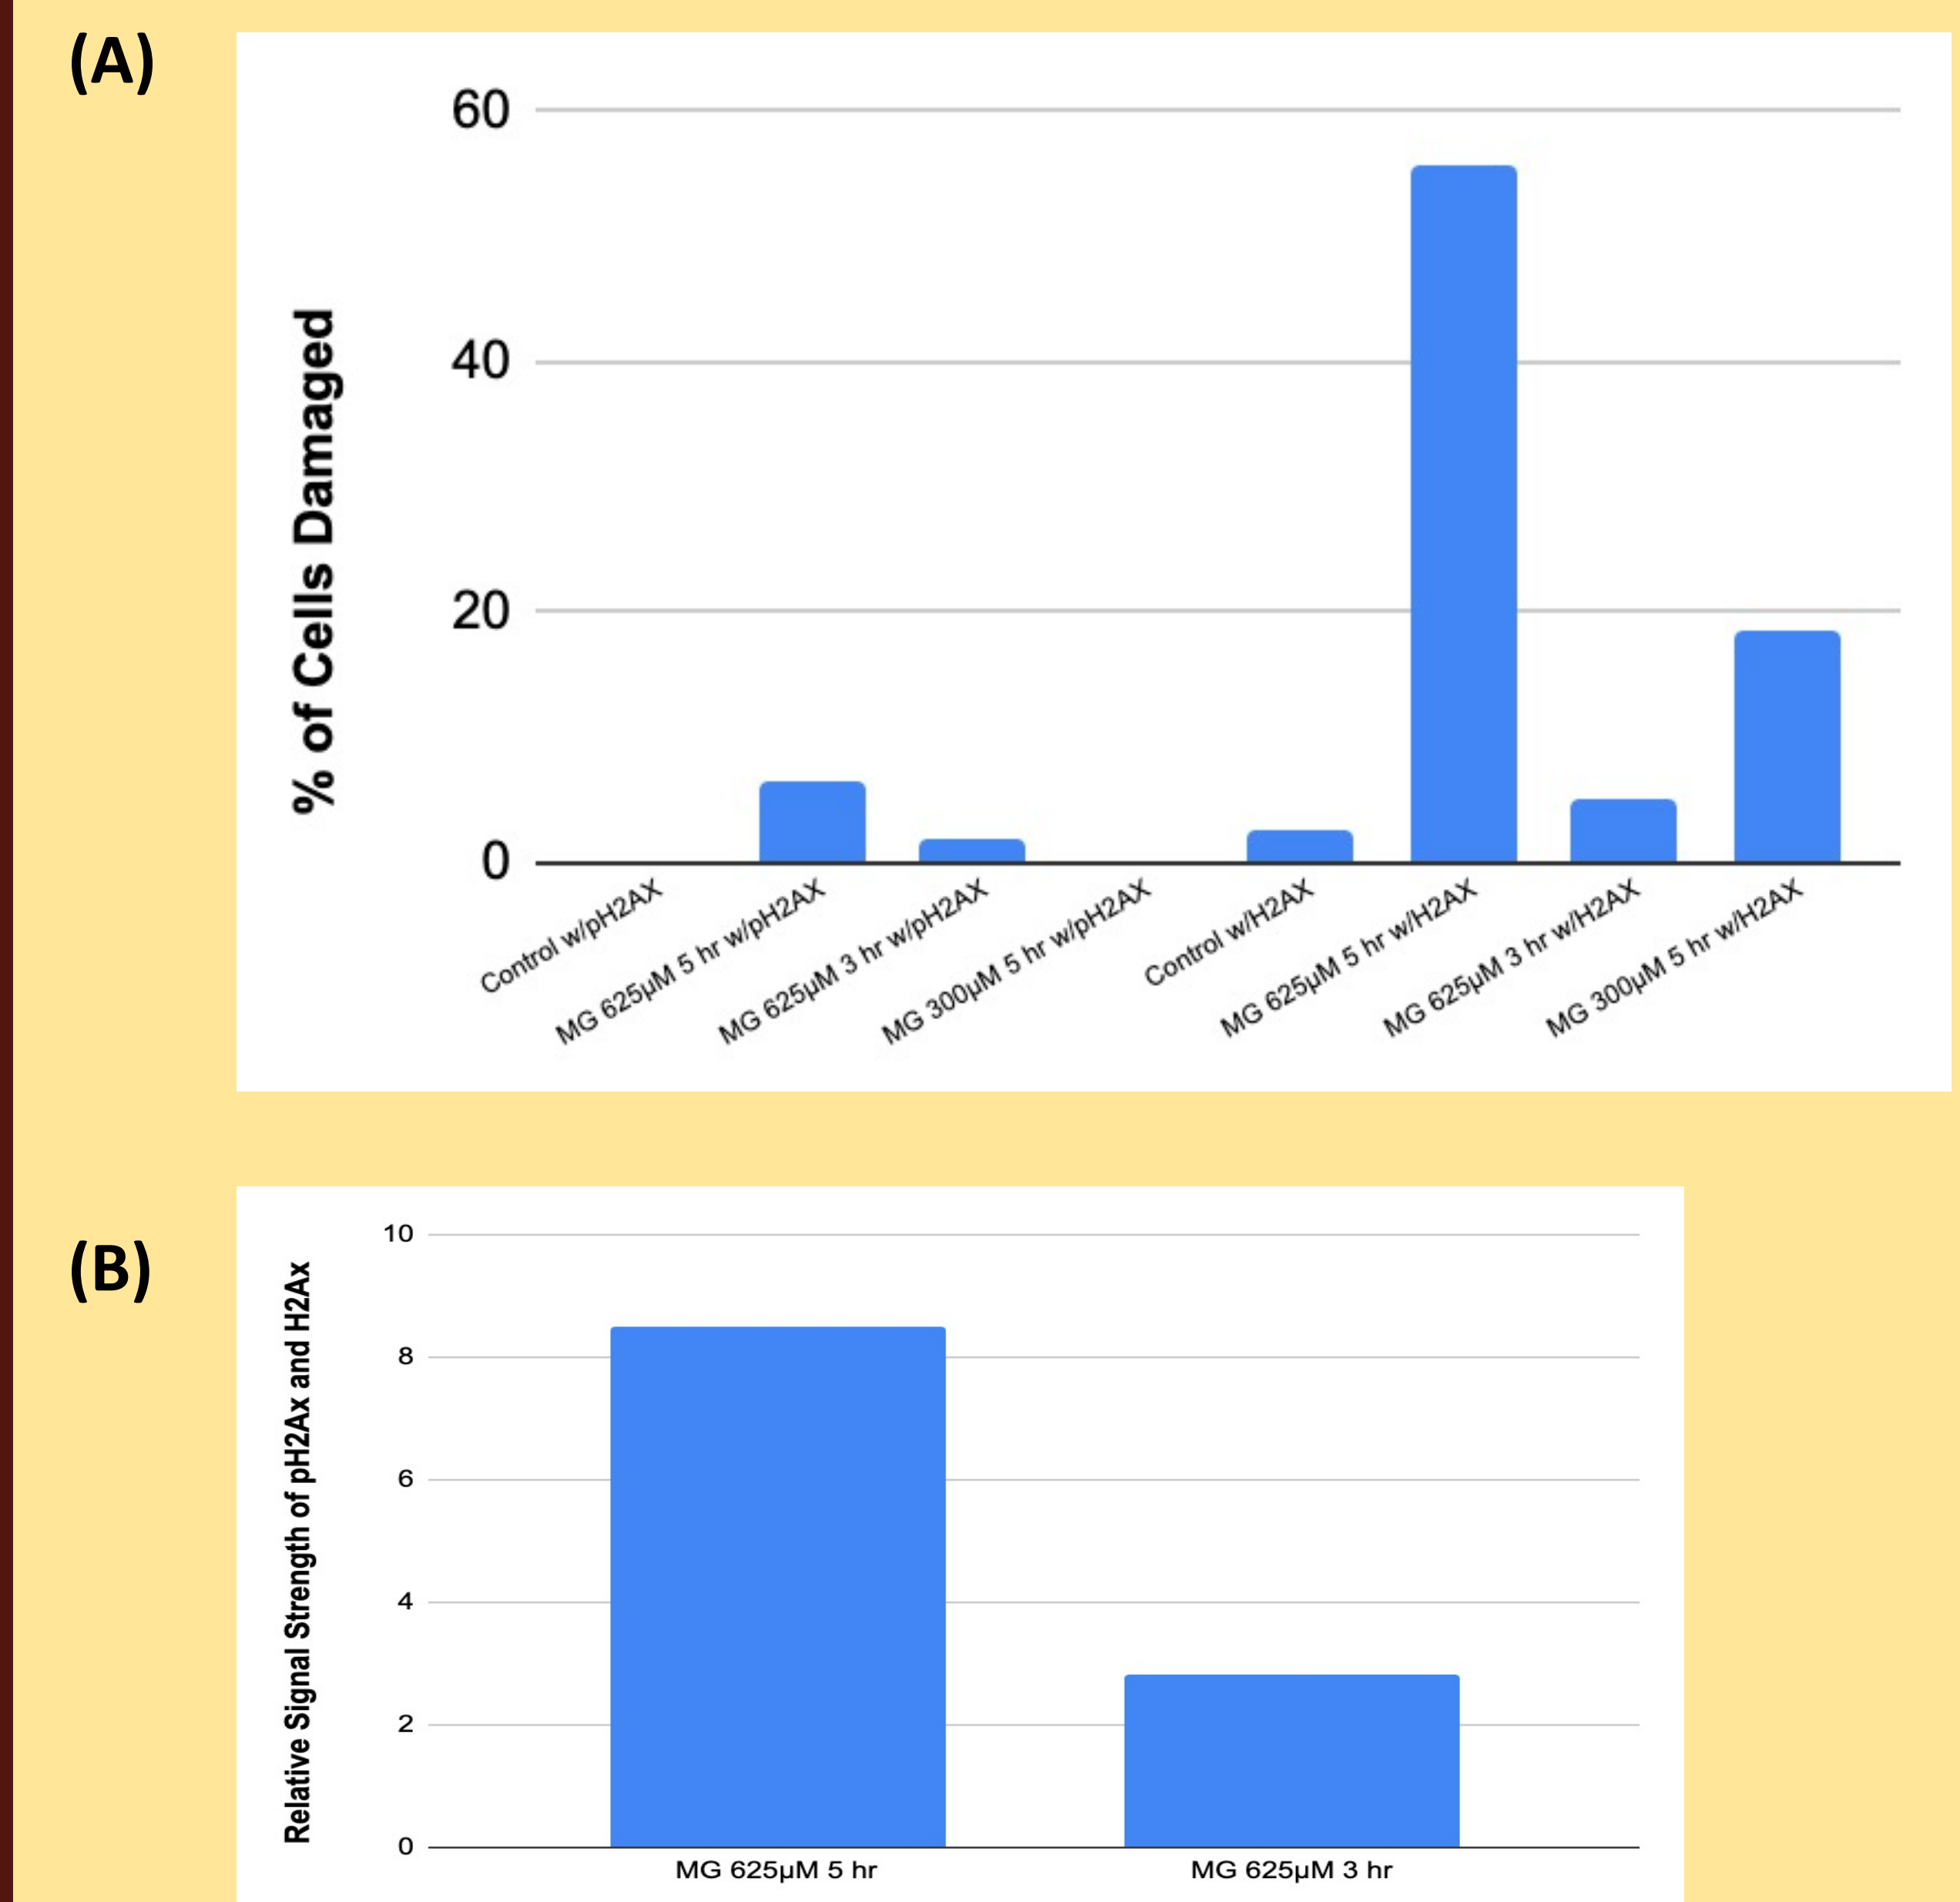 (A)
% of Cells Damaged
60
40
20
0
Control w/pH2AX
MG 625µM 5 hr w/pH2AX
MG 625µM 3 hr w/pH2AX
MG 300µM 5 hr w/pH2AX
Control w/H2AX
MG 625µM 5 hr w/H2AX
MG 625µM 3 hr w/H2AX
MG 300µM 5 hr w/H2AX
(B)
Relative Signal Strength of pH2Ax and H2Ax
10
8
6
4
2
0
MG 625µM 5 hr
MG 625µM 3 hr